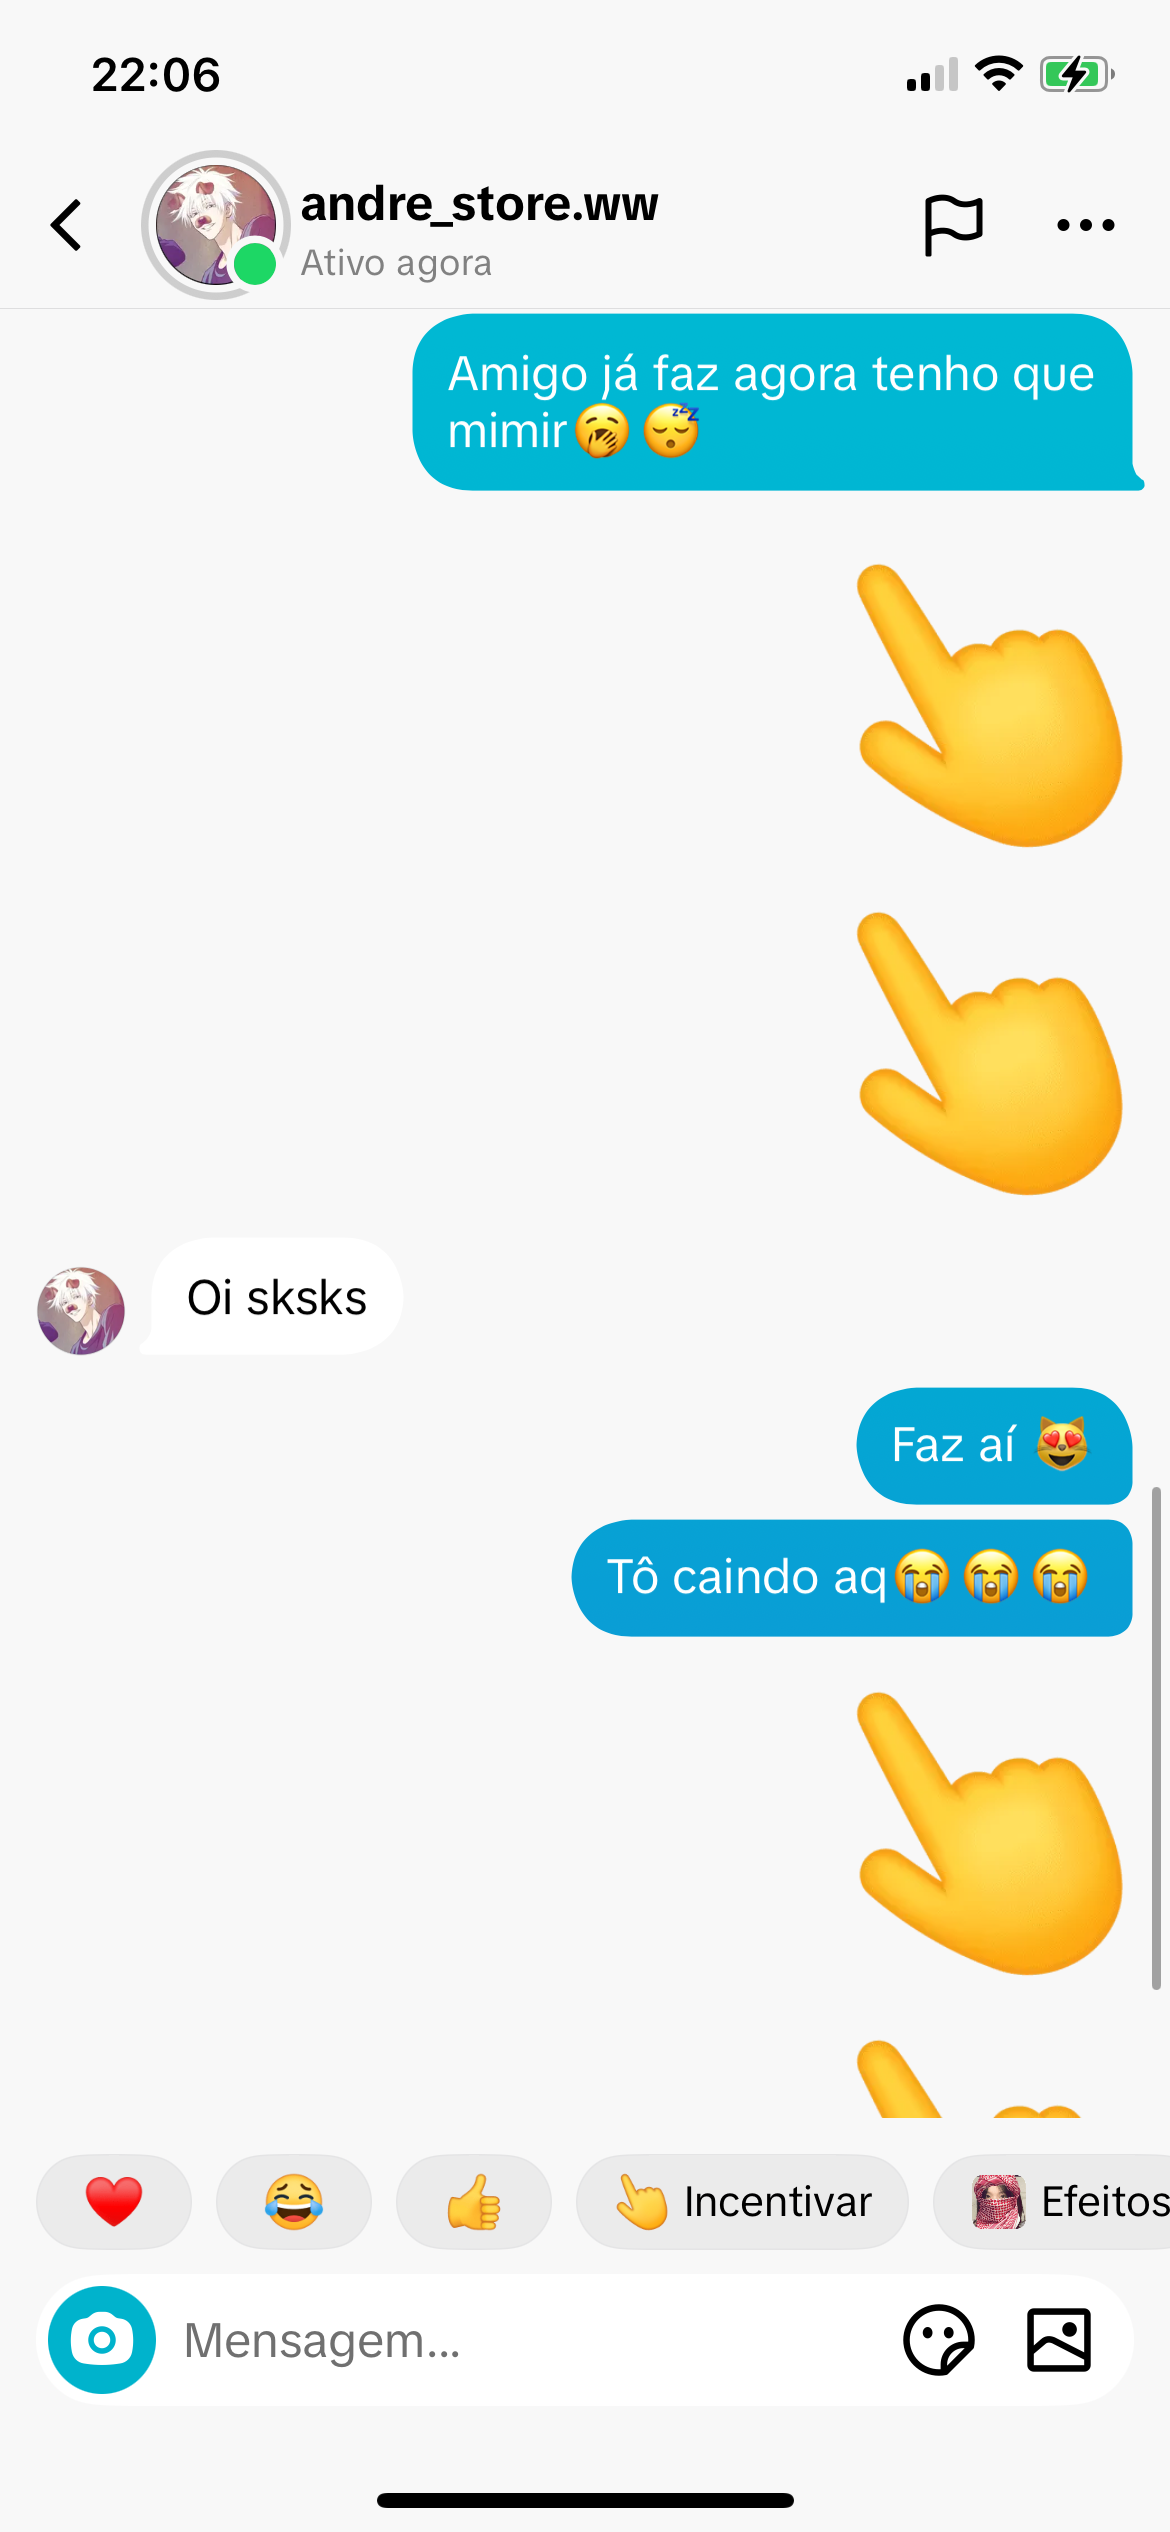 22:06
andre_store.ww
Ativo agora
Amigo já faz agora tenho que
mimir🥱😴
Oi sksks
Faz aí 😻
Tô caindo aq😭😭😭
Incentivar
Efeitos
Mensagem...